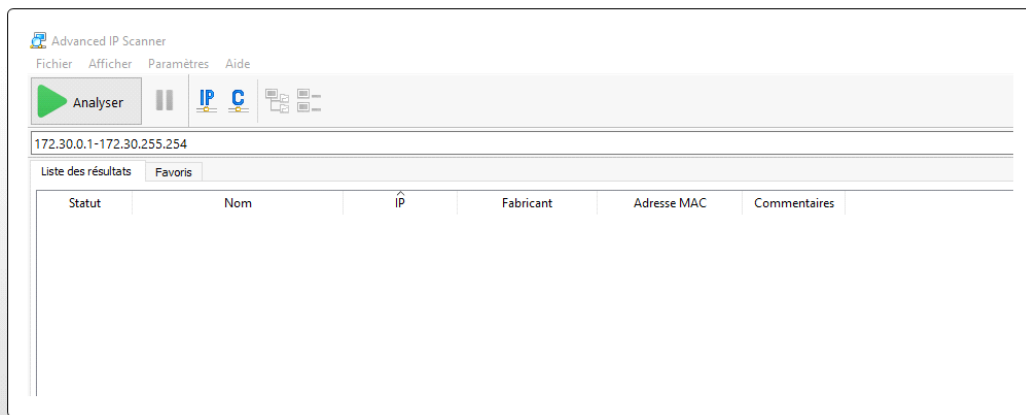 Advanced IP Scanner
Fichier Afficher Paramètres Aide
Analyser IP C
172.30.0.1-172.30.255.254
Liste des résultats Favoris
Statut Nom IP Fabricant Adresse MAC Commentaires